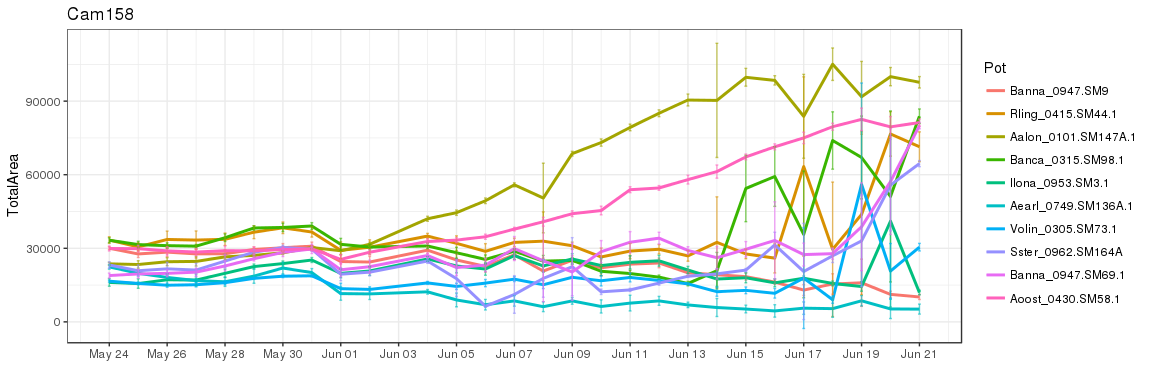 Cam158
TotalArea
90000
60000
30000
0
May 24 May 26 May 28 May 30 Jun 01 Jun 03 Jun 05 Jun 07 Jun 09 Jun 11 Jun 13 Jun 15 Jun 17 Jun 19 Jun 21
Pot
Banna_0947.SM9
Rling_0415.SM44.1
Aalon_0101.SM147A.1
Banca_0315.SM98.1
Ilona_0953.SM3.1
Aearl_0749.SM136A.1
Volin_0305.SM73.1
Sster_0962.SM164A
Banna_0947.SM69.1
Aoost_0430.SM58.1